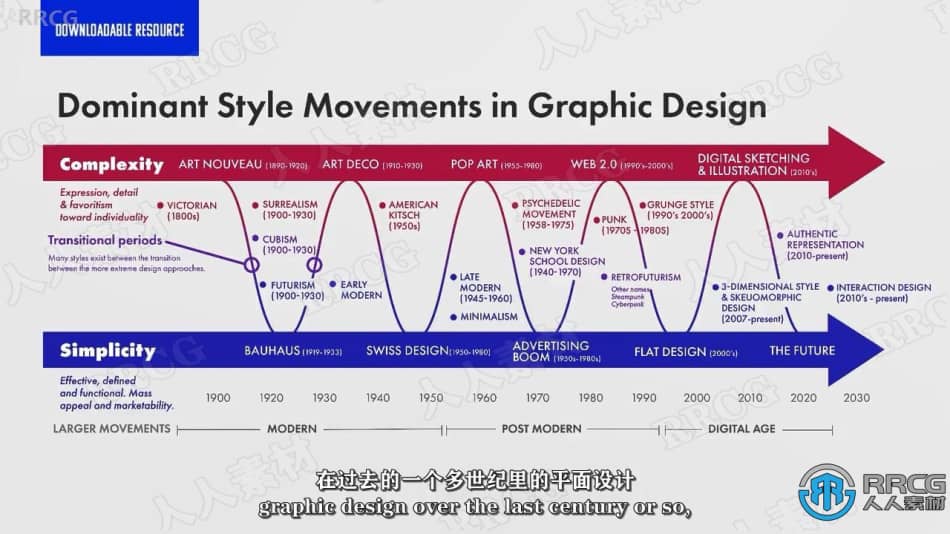 RRCG
DOWNLOADABLE RESOURCE
Dominant Style Movements in Graphic Design
Complexity
ART NOUVEAU (1890-1920)
ART DECO (1910-1930)
POP ART (1955-1980)
WEB 2.0 (1990's-2000's)
DIGITAL SKETCHING
& ILLUSTRATION (2010's)
Expression, detail
& favoritism
toward individuality
VICTORIAN
(1800s)
SURREALISM
(1900-1930)
AMERICAN
KITSCH
(1950s)
PSYCHEDELIC
MOVEMENT
(1958-1975)
PUNK
(1970S - 1980S)
GRUNGE STYLE
(1990's 2000's)
Transitional periods
Many styles exist between the transition
between the more extreme design approaches.
CUBISM
(1900-1930)
NEW YORK
SCHOOL DESIGN
(1940-1970)
AUTHENTIC
REPRESENTATION
(2010-present)
FUTURISM
(1900-1930)
EARLY
MODERN
LATE
MODERN
(1945-1960)
MINIMALISM
RETROFUTURISM
Other names:
Steampunk
Cyberpunk
3-DIMENSIONAL STYLE
& SKEUOMORPHIC
DESIGN
(2007-present)
INTERACTION DESIGN
(2010's - present)
Simplicity
BAUHAUS (1919-1933)
SWISS DESIGN(1950-1980)
ADVERTISING
BOOM (1950s-1980s)
FLAT DESIGN (2000's)
THE FUTURE
Effective, defined
and functional. Mass
appeal and marketability.
1900 1920 1930 1940 1950 1960 1970 1980 1990 2000 2010 2020 2030
LARGER MOVEMENTS
MODERN
POST MODERN
DIGITAL AGE
在过去的一个多世纪里的平面设计
graphic design over the last century or so,
RRCG
人人素材